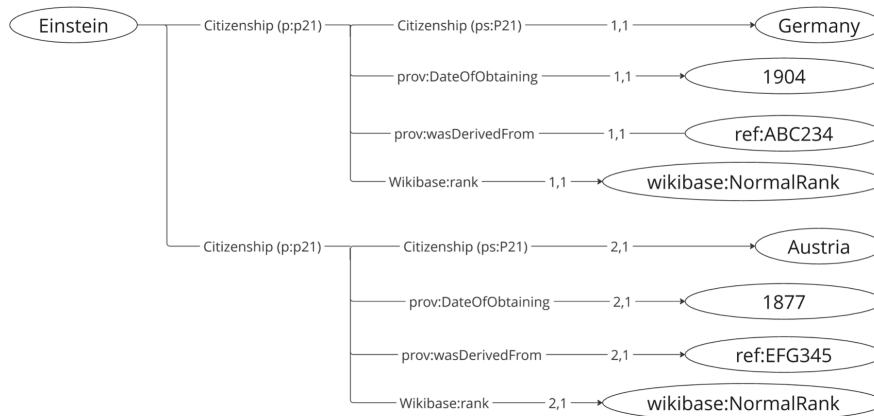 Einstein Citizenship (p:p21) Citizenship (ps:P21) 1,1 Germany
prov:DateOfObtaining 1,1 1904
prov:wasDerivedFrom 1,1 ref:ABC234
Wikibase:rank 1,1 wikibase:NormalRank
Citizenship (p:p21) Citizenship (ps:P21) 2,1 Austria
prov:DateOfObtaining 2,1 1877
prov:wasDerivedFrom 2,1 ref:EFG345
Wikibase:rank 2,1 wikibase:NormalRank